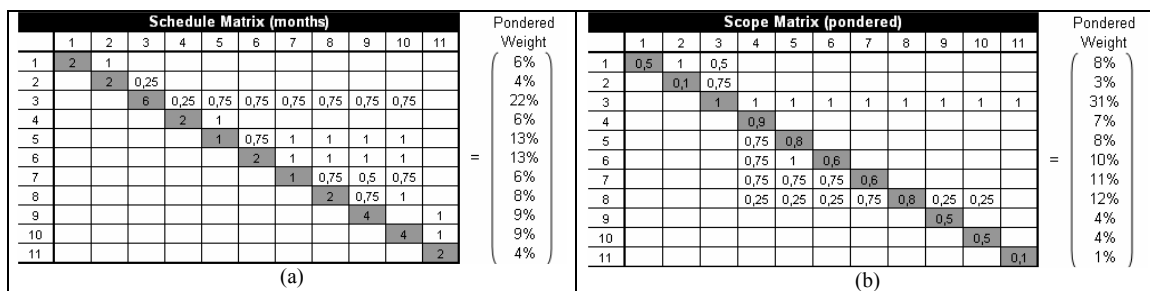 Schedule Matrix (months) Pondered
1 2 3 4 5 6 7 8 9 10 11 Weight
1 2 1 6%
2 2 0,25 4%
3 6 0,25 0,75 0,75 0,75 0,75 0,75 0,75 22%
4 2 1 6%
5 1 0,75 1 1 1 1 13%
6 2 1 1 1 1 = 13%
7 1 0,75 0,5 0,75 6%
8 2 0,75 1 8%
9 4 1 9%
10 4 1 9%
11 2 4%
(a)
Scope Matrix (pondered) Pondered
1 2 3 4 5 6 7 8 9 10 11 Weight
1 0,5 1 0,5 8%
2 0,1 0,75 3%
3 1 1 1 1 1 1 1 1 1 31%
4 0,9 7%
5 0,75 0,8 8%
6 0,75 1 0,6 = 10%
7 0,75 0,75 0,75 0,6 11%
8 0,25 0,25 0,25 0,75 0,8 0,25 0,25 12%
9 0,5 4%
10 0,5 4%
11 0,1 1%
(b)